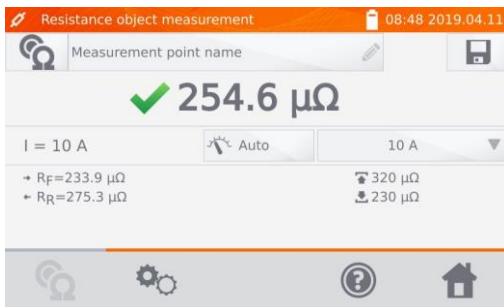 Resistance object measurement 08:48 2019.04.11
Measurement point name
254.6 μΩ
I = 10 A Auto 10 A
RF=233.9 μΩ 320 μΩ
RR=275.3 μΩ 230 μΩ